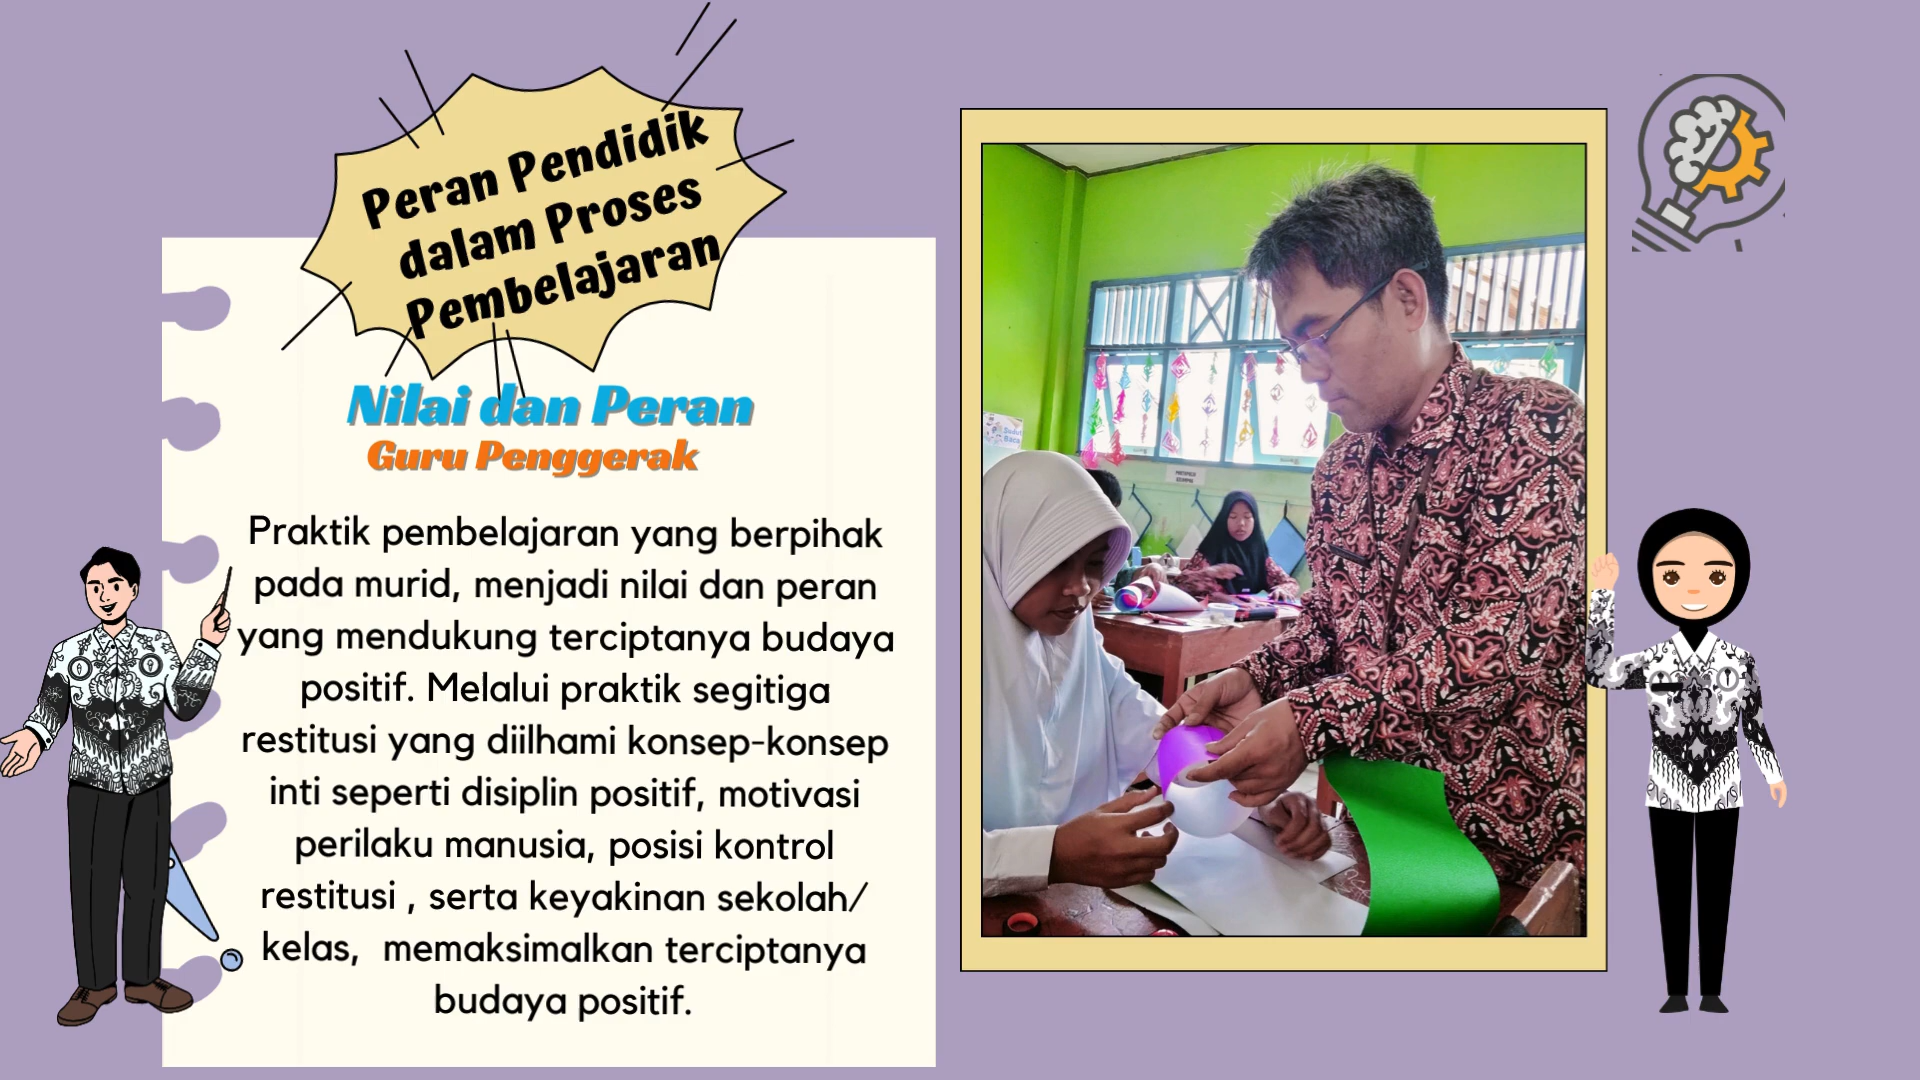 Peran Pendidik
dalam Proses
Pembelajaran
Nilai dan Peran
Guru Penggerak
Praktik pembelajaran yang berpihak
pada murid, menjadi nilai dan peran
yang mendukung terciptanya budaya
positif. Melalui praktik segitiga
restitusi yang diilhami konsep-konsep
inti seperti disiplin positif, motivasi
perilaku manusia, posisi kontrol
restitusi , serta keyakinan sekolah/
kelas,  memaksimalkan terciptanya
budaya positif.
Sudut
Baca